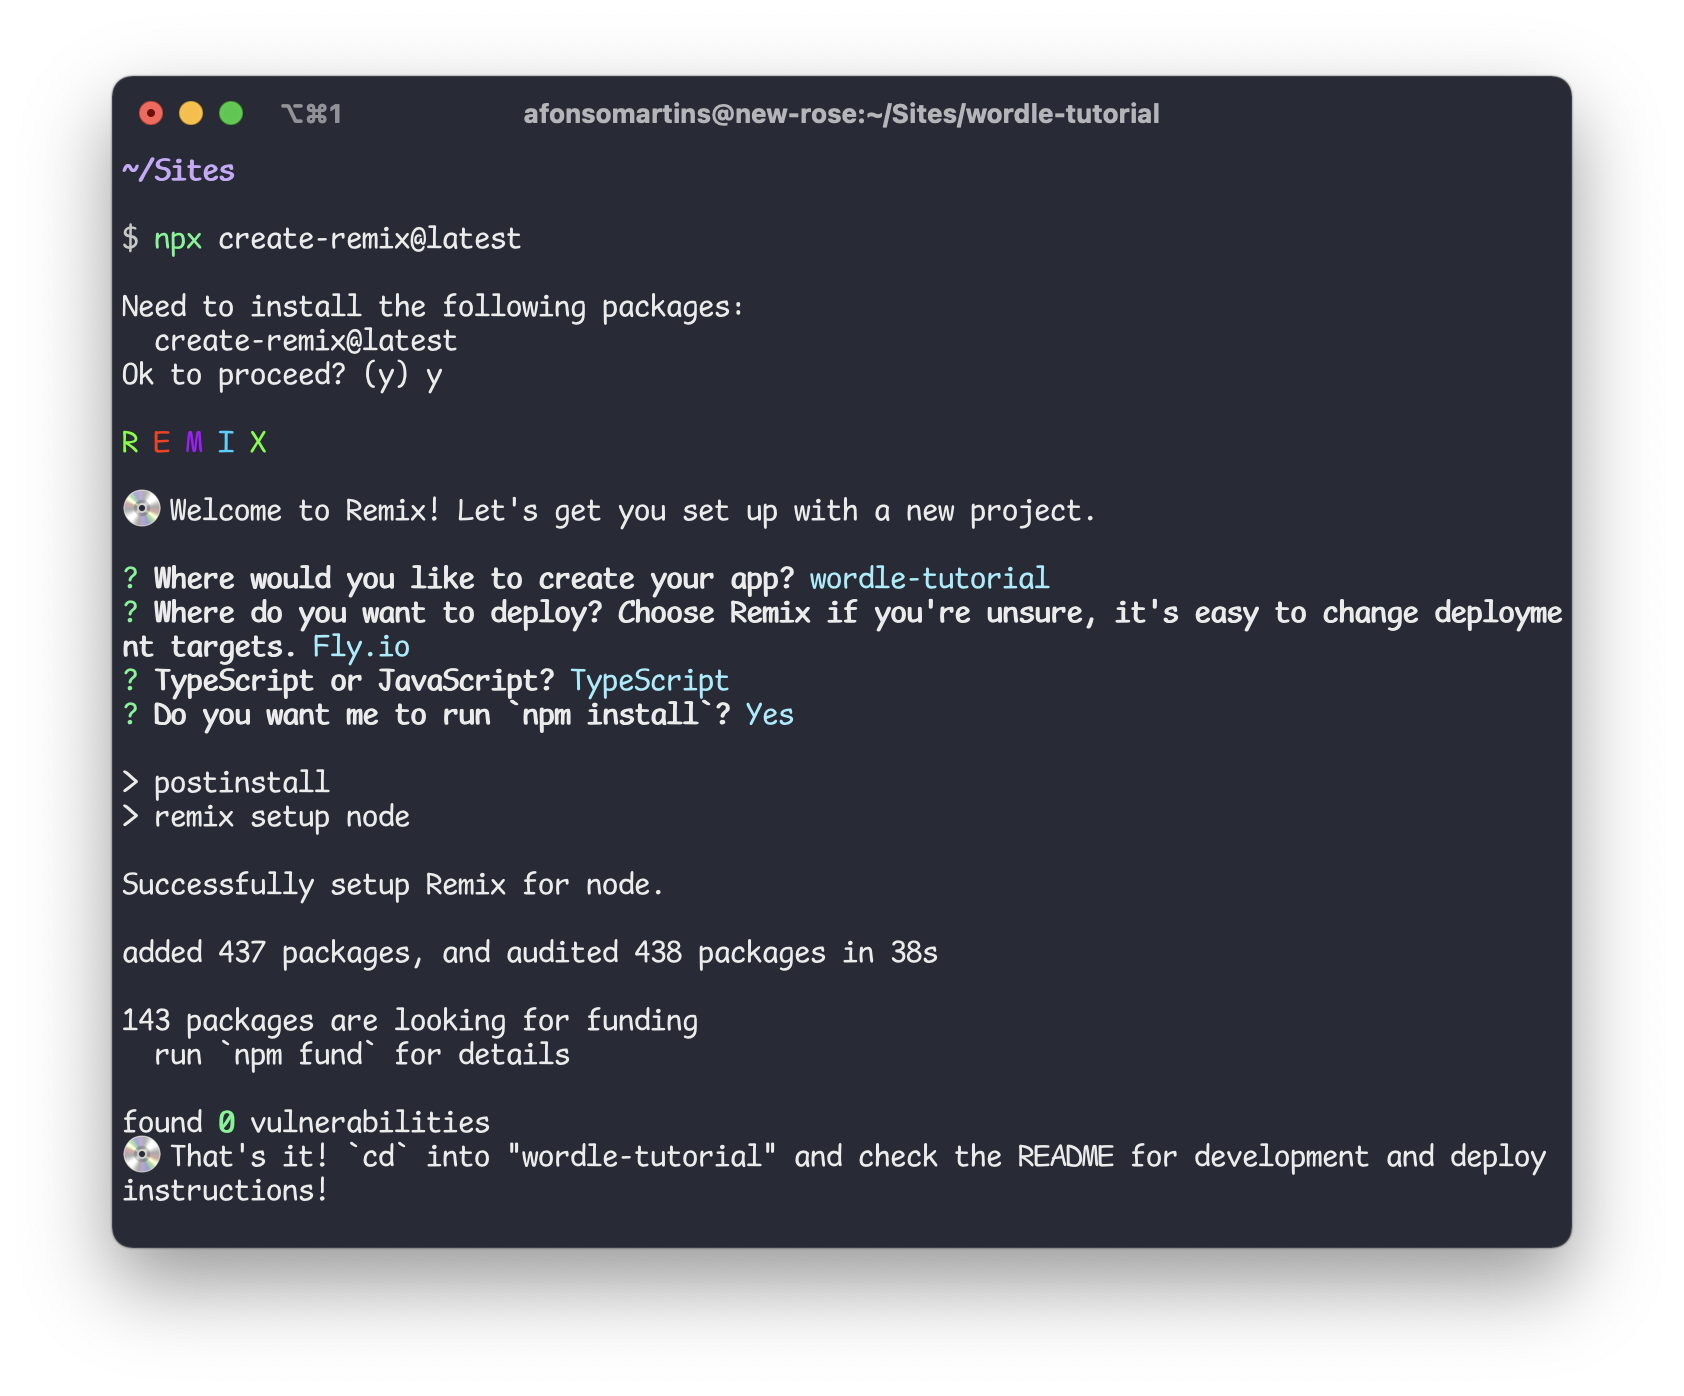 ⌥⌘1 afonsomartins@new-rose:~/Sites/wordle-tutorial
~/Sites
$ npx create-remix@latest
Need to install the following packages:
  create-remix@latest
Ok to proceed? (y) y
R E M I X
💿 Welcome to Remix! Let's get you set up with a new project.
? Where would you like to create your app? wordle-tutorial
? Where do you want to deploy? Choose Remix if you're unsure, it's easy to change deployme
nt targets. Fly.io
? TypeScript or JavaScript? TypeScript
? Do you want me to run `npm install`? Yes
> postinstall
> remix setup node
Successfully setup Remix for node.
added 437 packages, and audited 438 packages in 38s
143 packages are looking for funding
  run `npm fund` for details
found 0 vulnerabilities
💿 That's it! `cd` into "wordle-tutorial" and check the README for development and deploy
instructions!